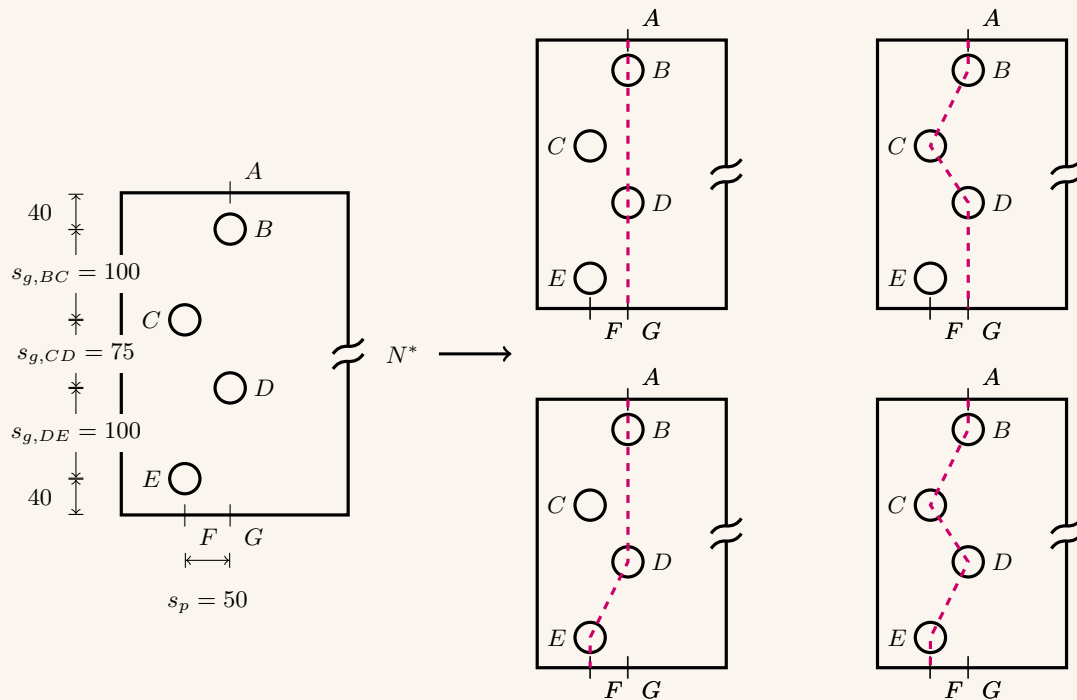 A
40
B
s_{g,BC} = 100
C
s_{g,CD} = 75
D
s_{g,DE} = 100
E
40
F G
s_p = 50
N*
A
B
C
D
E
F G
A
B
C
D
E
F G
A
B
C
D
E
F G
A
B
C
D
E
F G